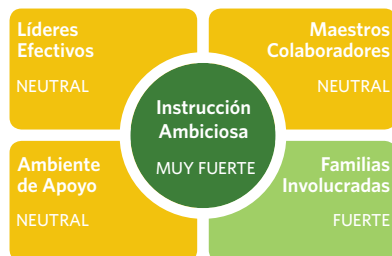 Líderes
Efectivos
NEUTRAL
Maestros
Colaboradores
NEUTRAL
Instrucción
Ambiciosa
MUY FUERTE
Ambiente
de Apoyo
NEUTRAL
Familias
Involucradas
FUERTE